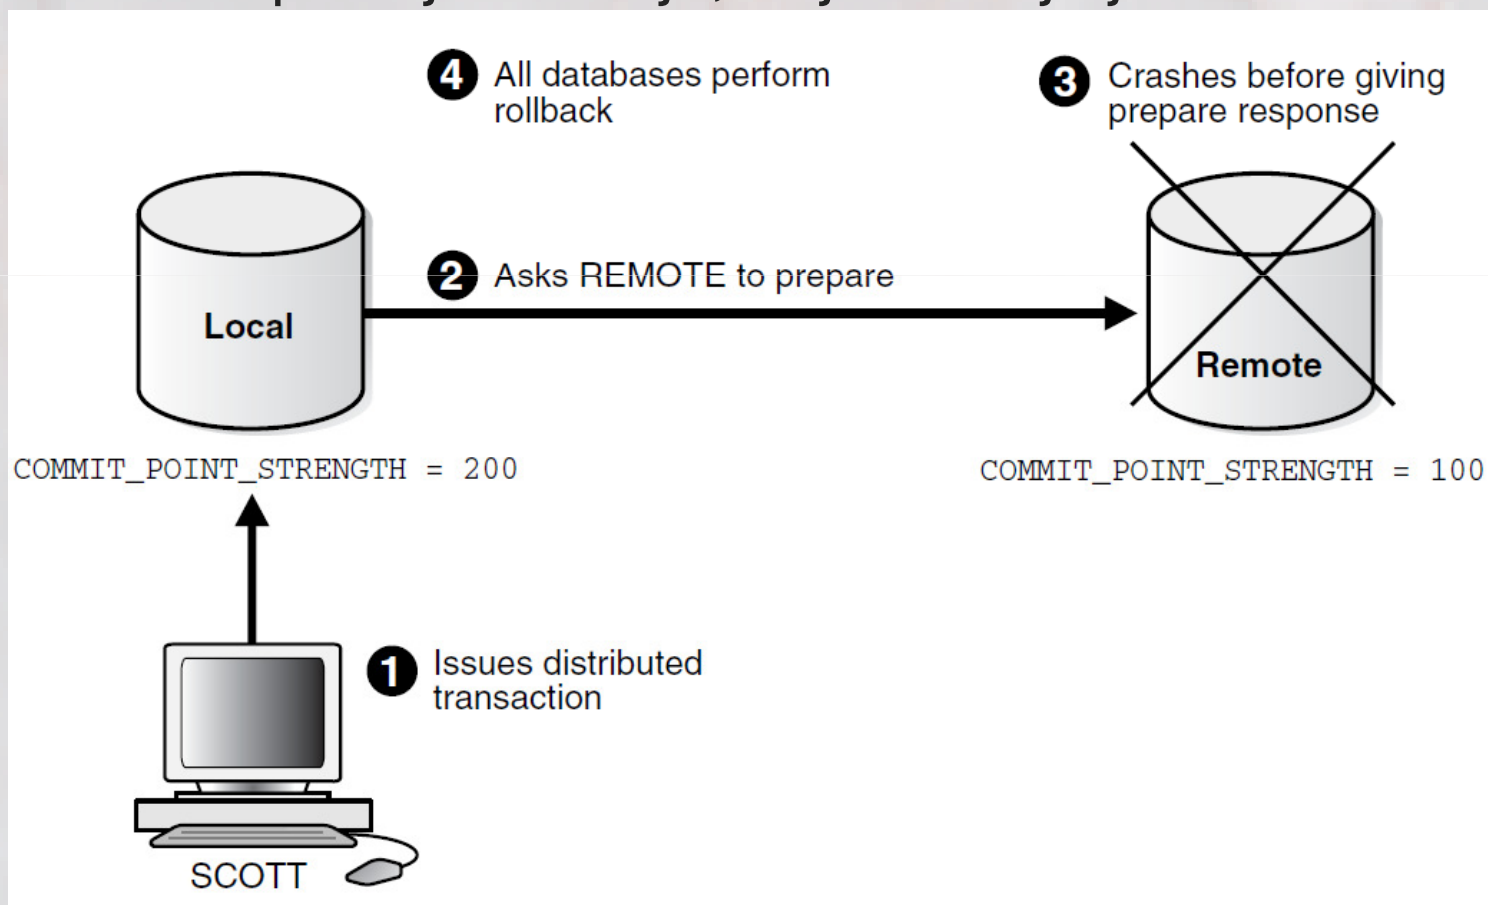 4 All databases perform
rollback
3 Crashes before giving
prepare response
2 Asks REMOTE to prepare
Local
Remote
COMMIT_POINT_STRENGTH = 200
COMMIT_POINT_STRENGTH = 100
1 Issues distributed
transaction
SCOTT